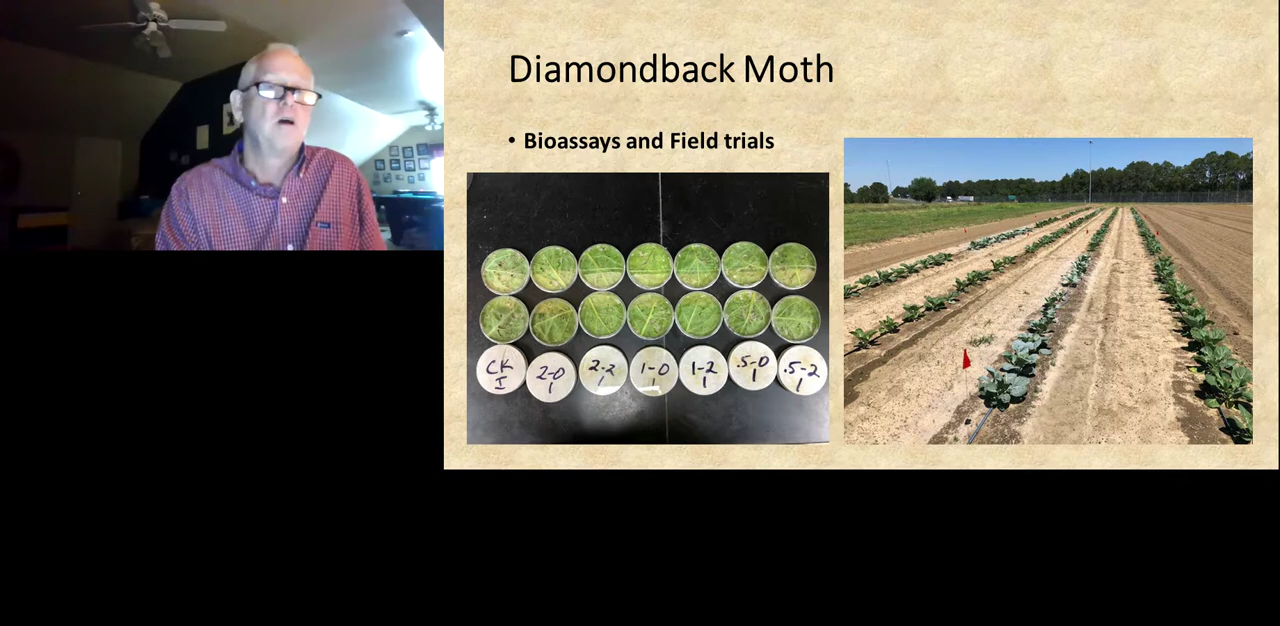 Diamondback Moth
• Bioassays and Field trials
CK 2-0 2-2 1-0 1-2 .5-0 .5-2
I 1 1 1 1 1 1